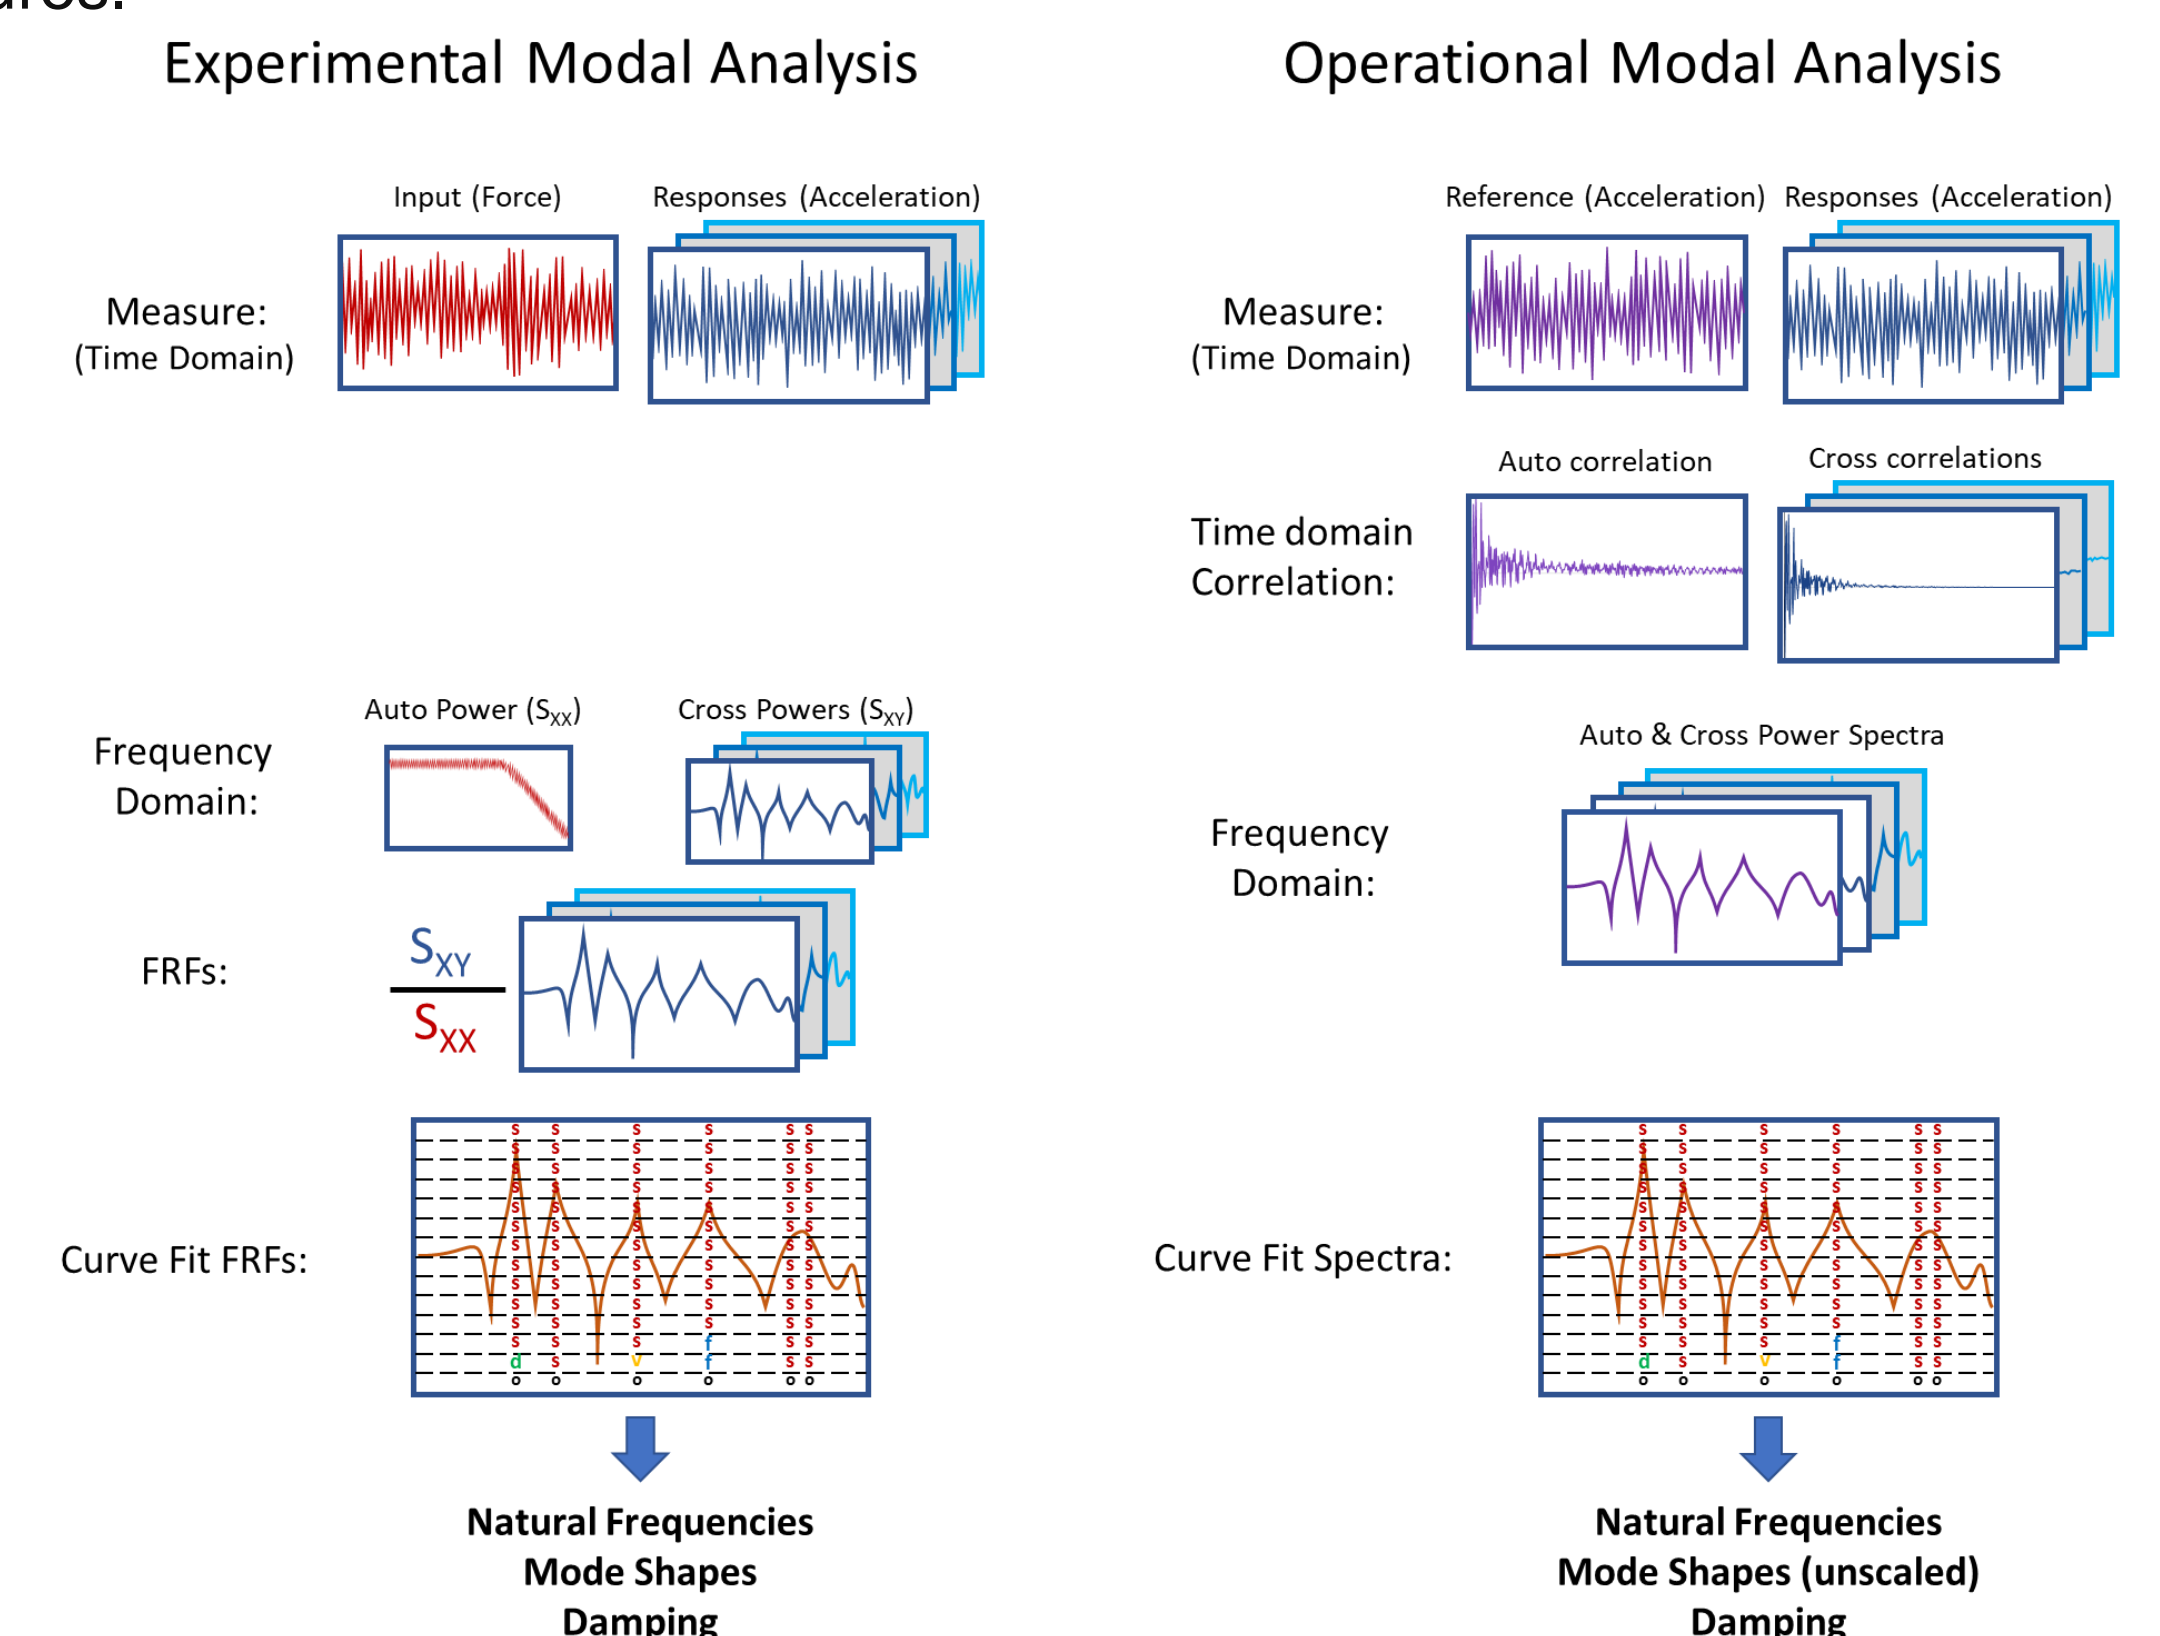 Experimental Modal Analysis
Input (Force)
Responses (Acceleration)
Measure:
(Time Domain)
Auto Power (SXX)
Cross Powers (SXY)
Frequency
Domain:
FRFs:
SXY
SXX
Curve Fit FRFs:
s s s s s s
s s s s s s
s s s s s s
s s s s s s
s s s s s s
s s s s s s
s s s s s s
s s s s s s
s s s s s s
s s s s s s
s s s s s s
s s s f s s
d s v f s s
o o o o o o
Natural Frequencies
Mode Shapes
Damping
Operational Modal Analysis
Reference (Acceleration)
Responses (Acceleration)
Measure:
(Time Domain)
Auto correlation
Cross correlations
Time domain
Correlation:
Auto & Cross Power Spectra
Frequency
Domain:
Curve Fit Spectra:
s s s s s s
s s s s s s
s s s s s s
s s s s s s
s s s s s s
s s s s s s
s s s s s s
s s s s s s
s s s s s s
s s s s s s
s s s s s s
s s s f s s
d s v f s s
o o o o o o
Natural Frequencies
Mode Shapes (unscaled)
Damping